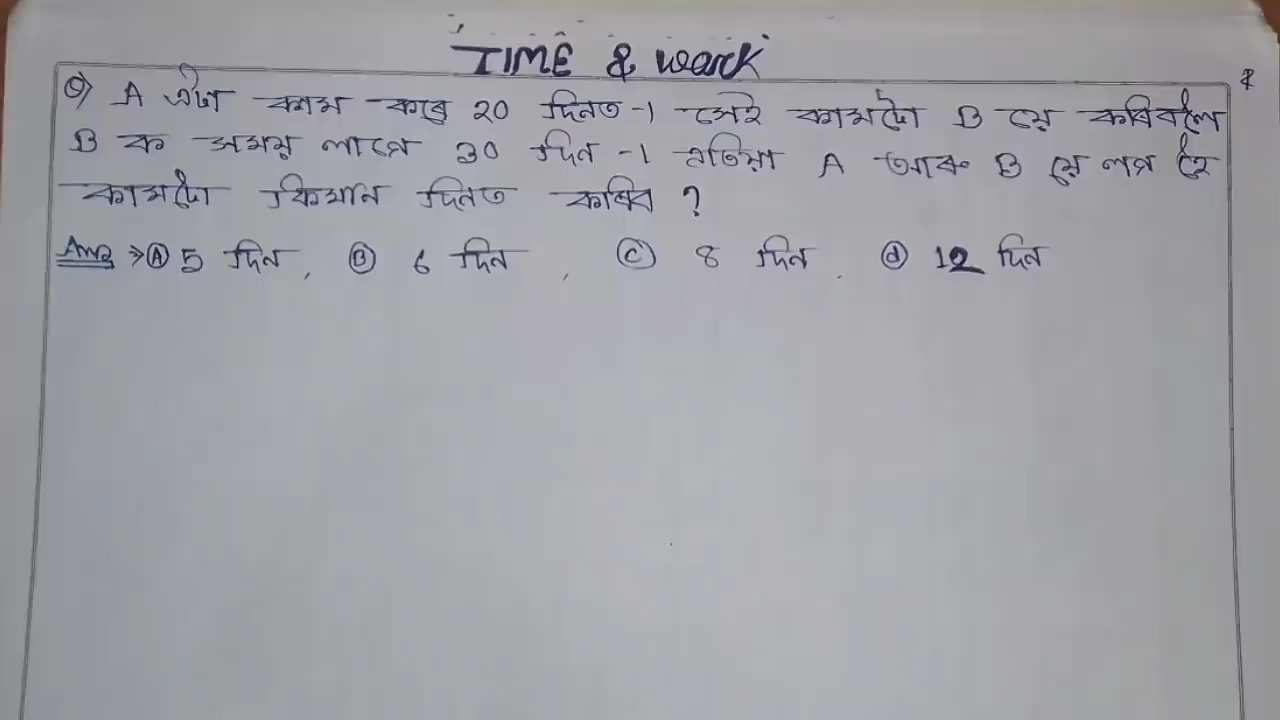 TIME & work
Q) A এটা কাম কৰে 20 দিনত -। সেই কামটো B য়ে কৰিবলৈ
B ক সময় লাগে 30 দিন -। এতিয়া A আৰু B য়ে লগ হৈ
কামটো কিমান দিনত কৰিব ?
Ans → Ⓐ 5 দিন , Ⓑ 6 দিন , Ⓒ 8 দিন , ⓓ 12 দিন